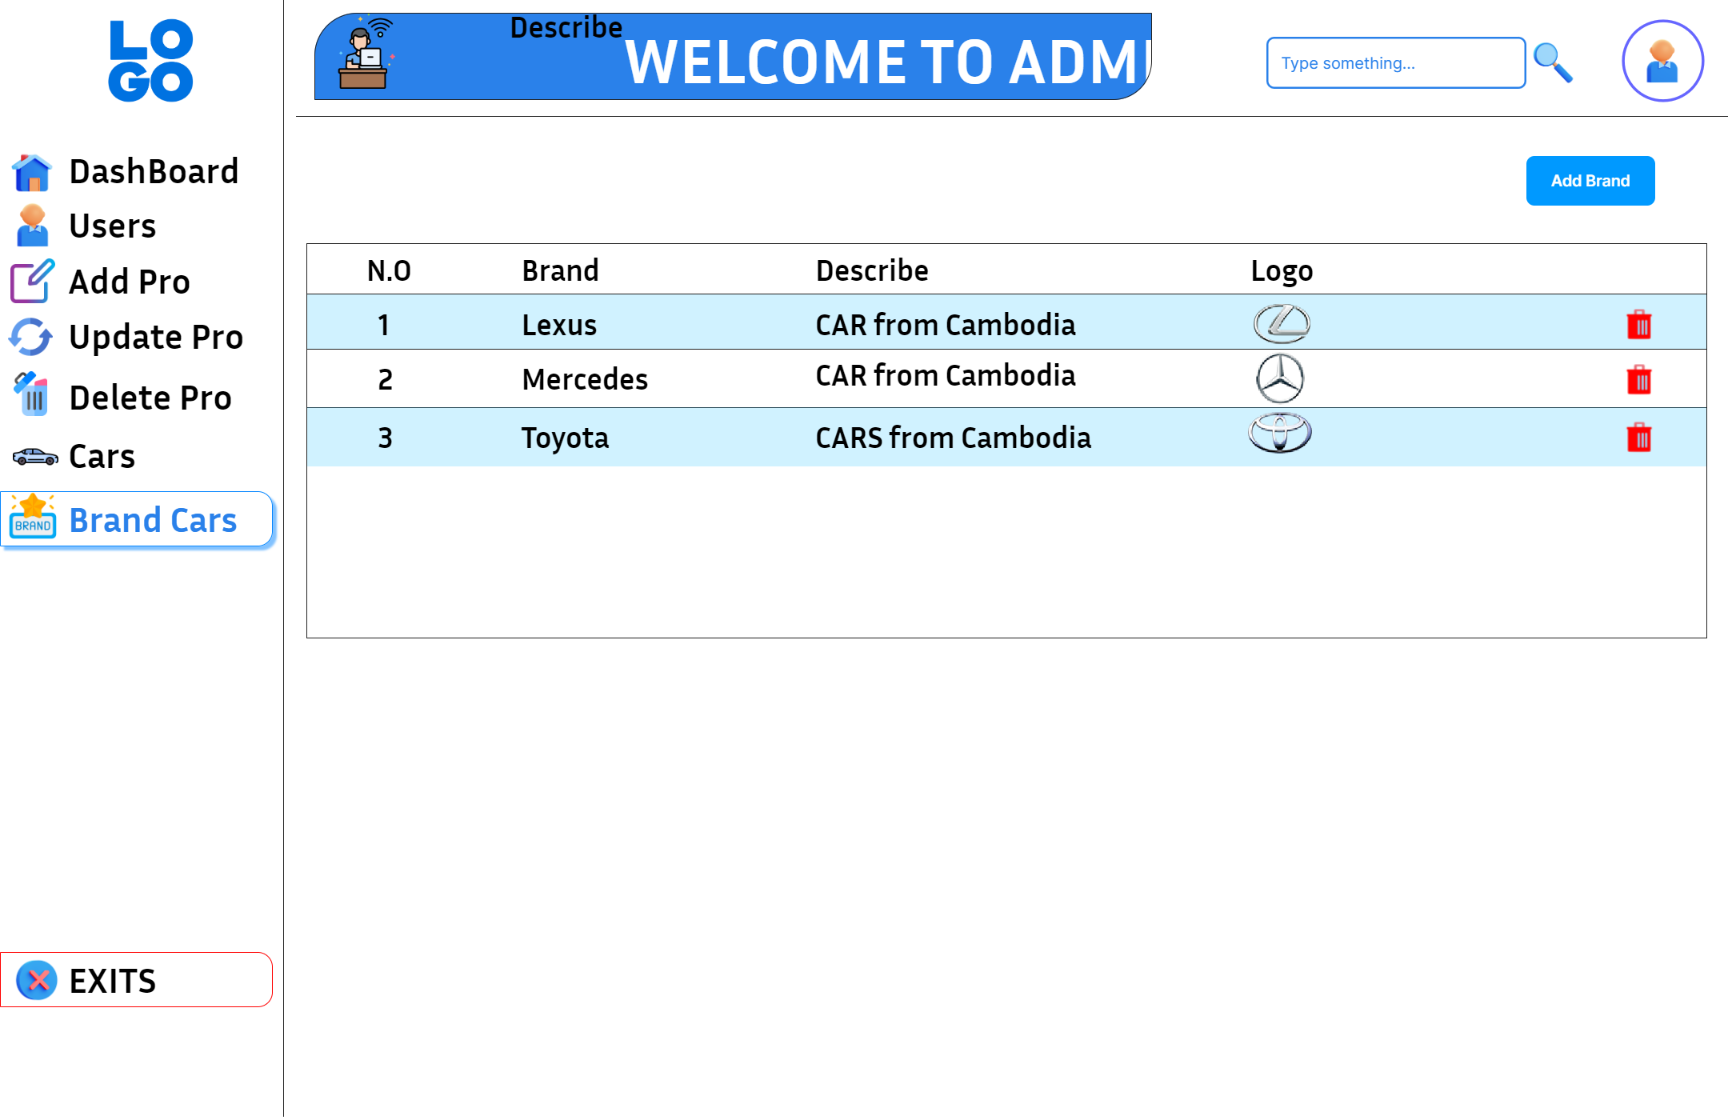 LO
GO
DashBoard
Users
Add Pro
Update Pro
Delete Pro
Cars
BRAND
Brand Cars
EXITS
Describe
WELCOME TO ADMI
Type something...
Add Brand
N.O Brand Describe Logo
1 Lexus CAR from Cambodia
2 Mercedes CAR from Cambodia
3 Toyota CARS from Cambodia